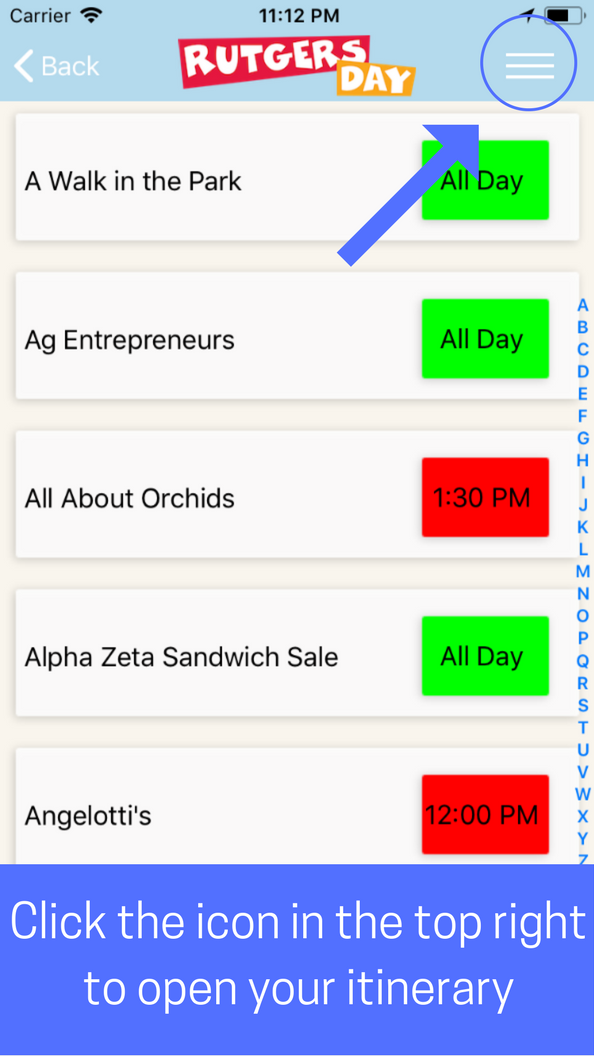 Carrier 11:12 PM
Back RUTGERS DAY
A Walk in the Park All Day
Ag Entrepreneurs All Day
All About Orchids 1:30 PM
Alpha Zeta Sandwich Sale All Day
Angelotti's 12:00 PM
A
B
C
D
E
F
G
H
I
J
K
L
M
N
O
P
Q
R
S
T
U
V
W
X
Y
Z
Click the icon in the top right
to open your itinerary